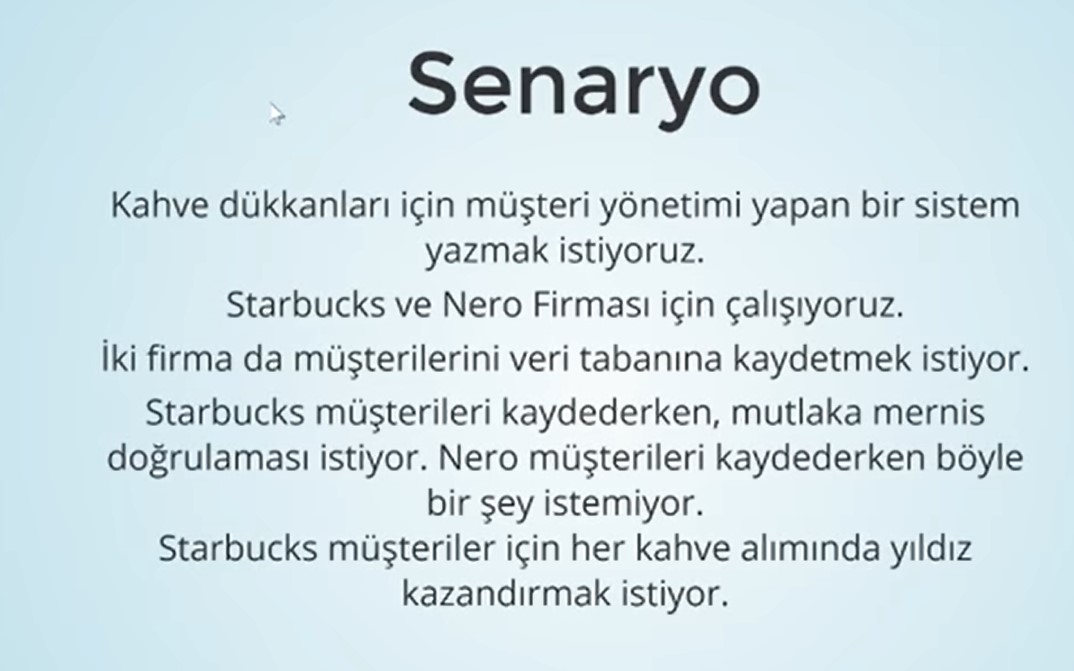 Senaryo
Kahve dükkanları için müşteri yönetimi yapan bir sistem
yazmak istiyoruz.
Starbucks ve Nero Firması için çalışıyoruz.
İki firma da müşterilerini veri tabanına kaydetmek istiyor.
Starbucks müşterileri kaydederken, mutlaka mernis
doğrulaması istiyor. Nero müşterileri kaydederken böyle
bir şey istemiyor.
Starbucks müşteriler için her kahve alımında yıldız
kazandırmak istiyor.